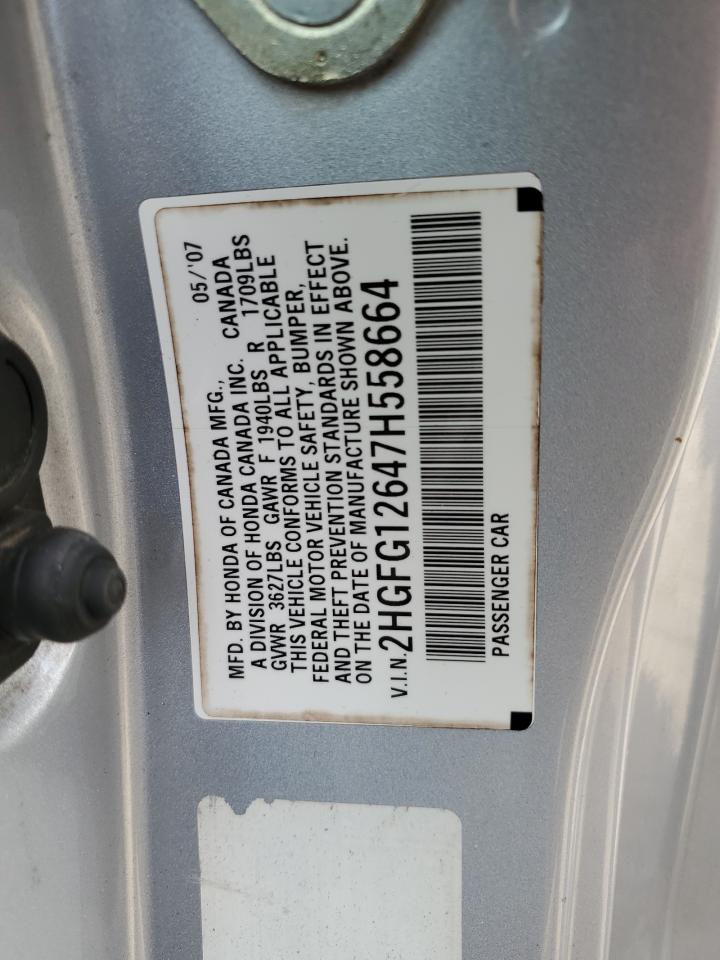 MFD. BY HONDA OF CANADA MFG., 05/'07
A DIVISION OF HONDA CANADA INC. CANADA
GVWR 3627LBS GAWR F 1940LBS R 1709LBS
THIS VEHICLE CONFORMS TO ALL APPLICABLE
FEDERAL MOTOR VEHICLE SAFETY, BUMPER,
AND THEFT PREVENTION STANDARDS IN EFFECT
ON THE DATE OF MANUFACTURE SHOWN ABOVE.
V.I.N. 2HGFG12647H558664
PASSENGER CAR